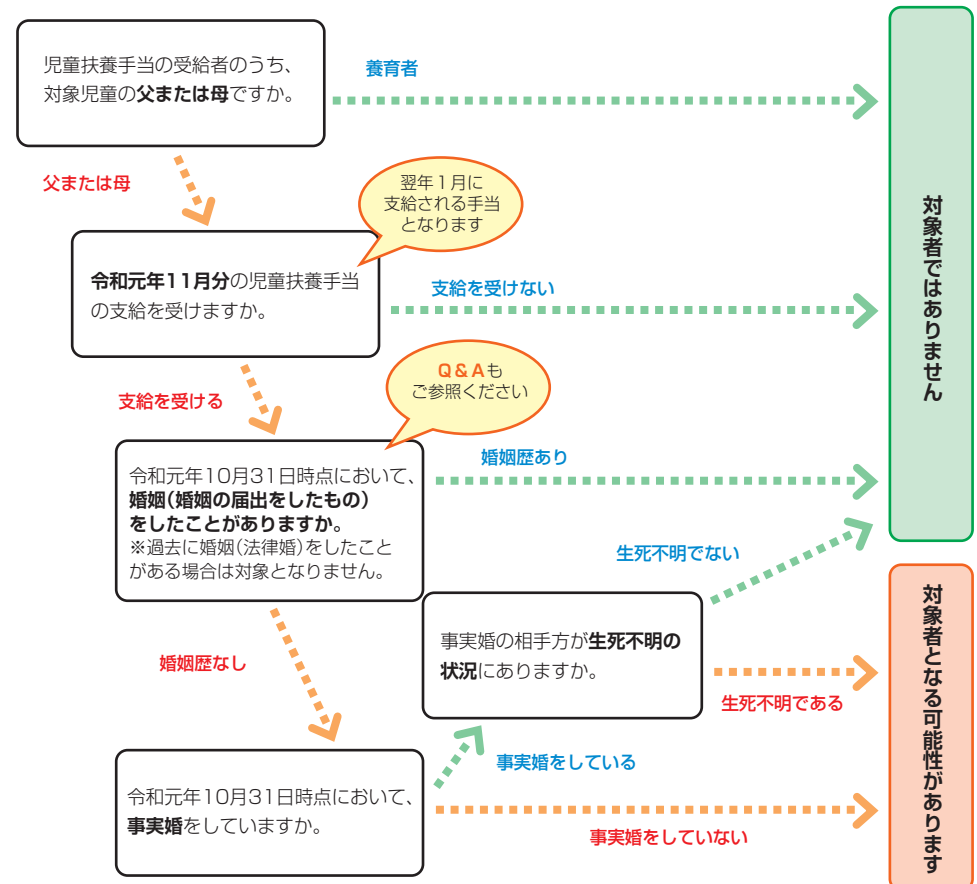 児童扶養手当の受給者のうち、
対象児童の父または母ですか。
養育者
父または母
翌年1月に
支給される手当
となります
令和元年11月分の児童扶養手当
の支給を受けますか。
支給を受けない
支給を受ける
Q&Aも
ご参照ください
令和元年10月31日時点において、
婚姻(婚姻の届出をしたもの)
をしたことがありますか。
※過去に婚姻(法律婚)をしたこと
がある場合は対象となりません。
婚姻歴あり
婚姻歴なし
生死不明でない
事実婚の相手方が生死不明の
状況にありますか。
生死不明である
事実婚をしている
令和元年10月31日時点において、
事実婚をしていますか。
事実婚をしていない
対象者ではありません
対象者となる可能性があります